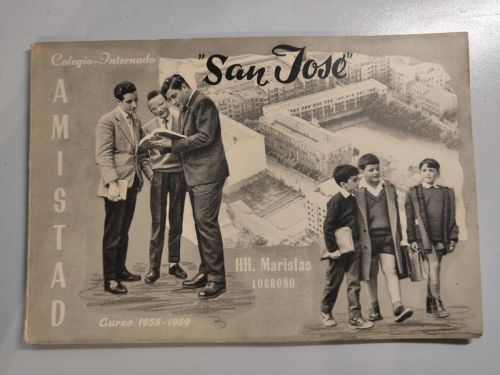 Colegio-Internado
"San José"
AMISTAD
HH. Maristas
LOGROÑO
Curso 1958-1959